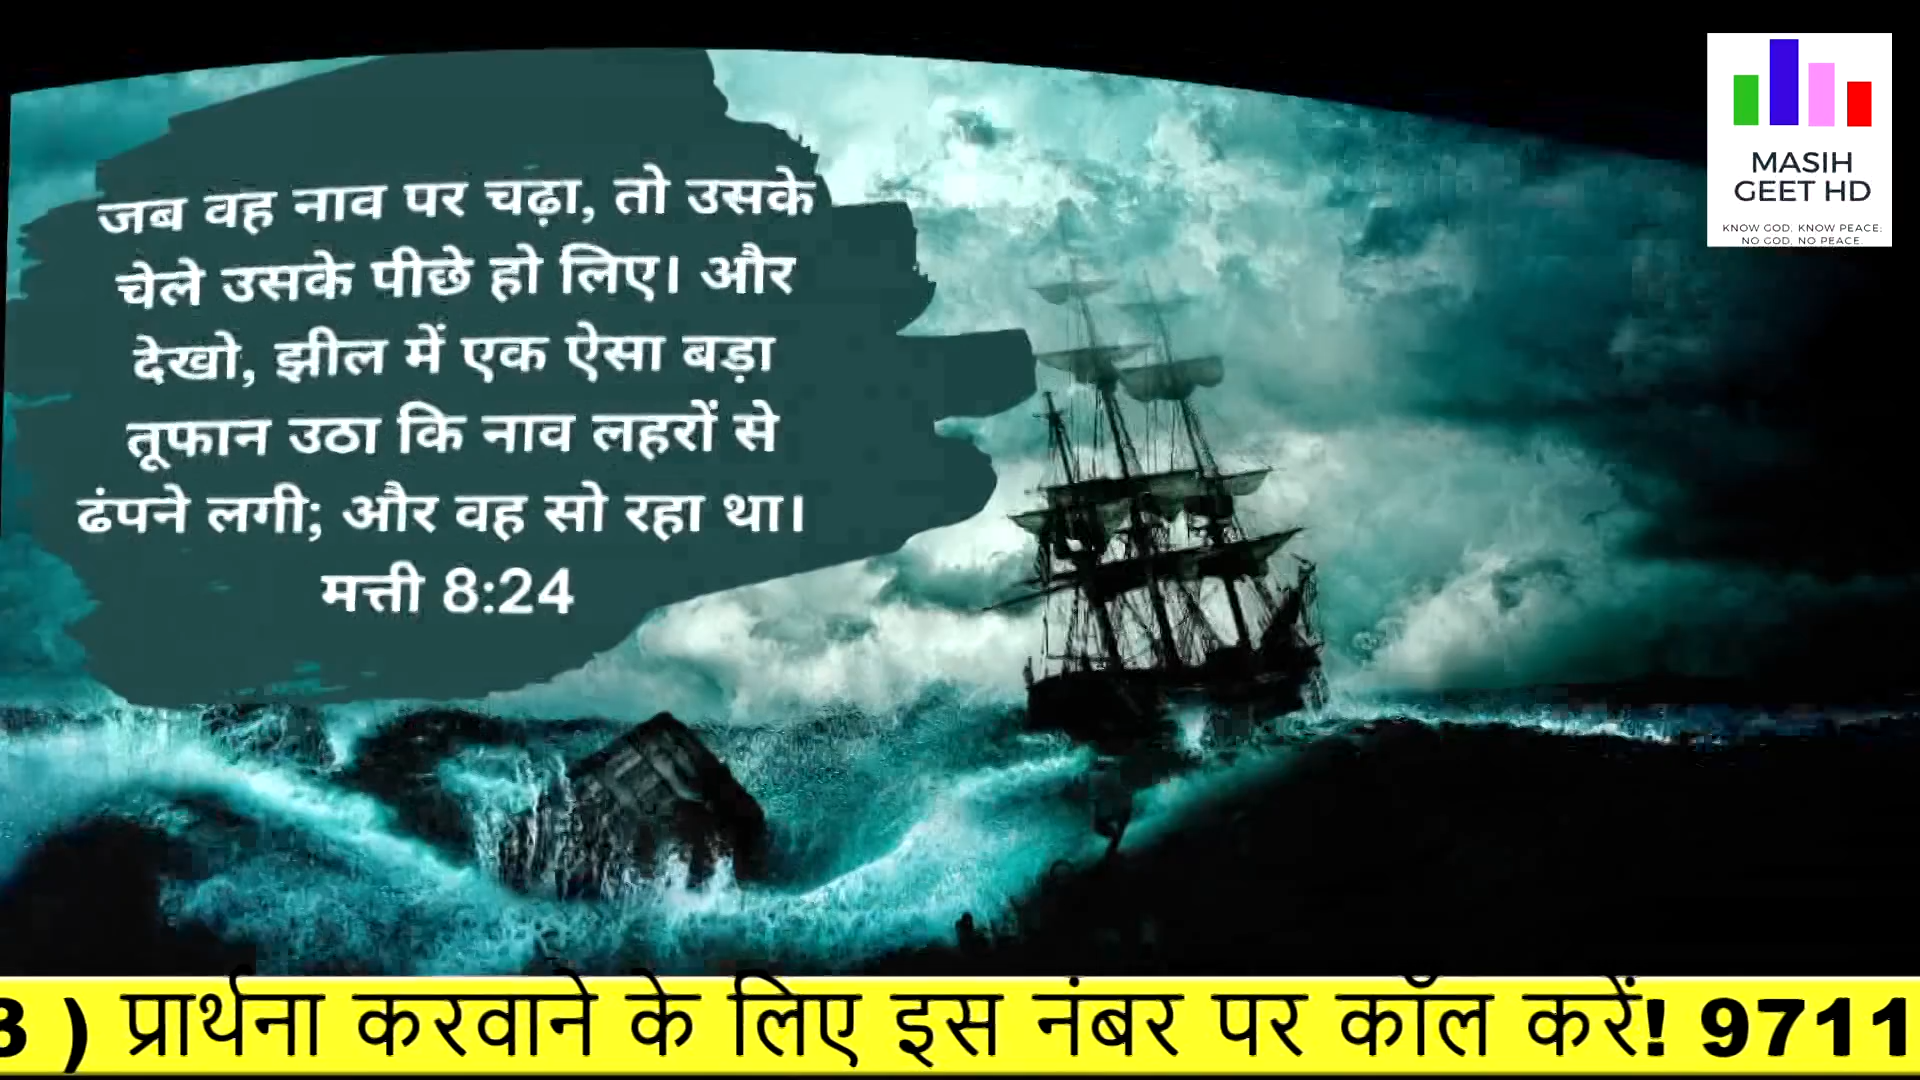 जब वह नाव पर चढ़ा, तो उसके
चेले उसके पीछे हो लिए। और
देखो, झील में एक ऐसा बड़ा
तूफान उठा कि नाव लहरों से
ढंपने लगी; और वह सो रहा था।
मत्ती 8:24
MASIH
GEET HD
KNOW GOD, KNOW PEACE;
NO GOD, NO PEACE.
3 ) प्रार्थना करवाने के लिए इस नंबर पर कॉल करें! 9711